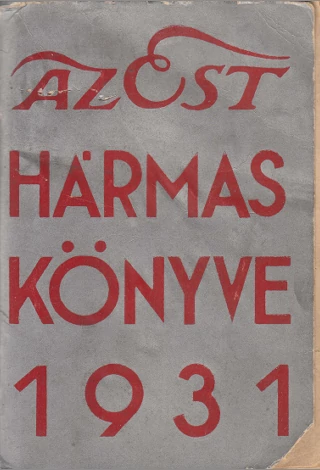 AZ EST
HÁRMAS
KÖNYVE
1931